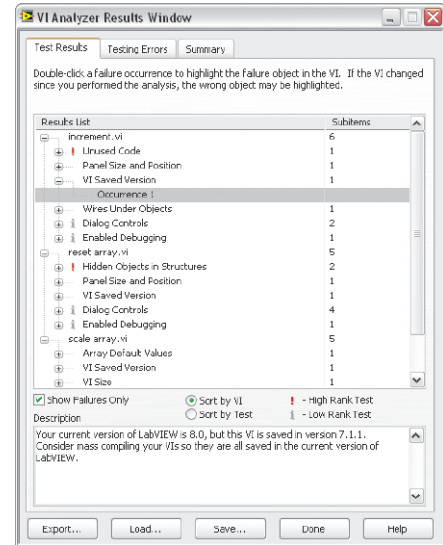 VI Analyzer Results Window
Test Results Testing Errors Summary
Double-click a failure occurrence to highlight the failure object in the VI. If the VI changed
since you performed the analysis, the wrong object may be highlighted.
Results List Subitems
increment.vi 6
! Unused Code 1
Panel Size and Position 1
VI Saved Version 1
Occurrence 1
Wires Under Objects 1
i Dialog Controls 2
i Enabled Debugging 1
reset array.vi 5
! Hidden Objects in Structures 2
Panel Size and Position 1
VI Saved Version 1
i Dialog Controls 4
i Enabled Debugging 1
scale array.vi 5
Array Default Values 1
VI Saved Version 1
VI Size 1
Show Failures Only Sort by VI ! - High Rank Test
Sort by Test i - Low Rank Test
Description
Your current version of LabVIEW is 8.0, but this VI is saved in version 7.1.1.
Consider mass compiling your VIs so they are all saved in the current version of
LabVIEW.
Export... Load... Save... Done Help